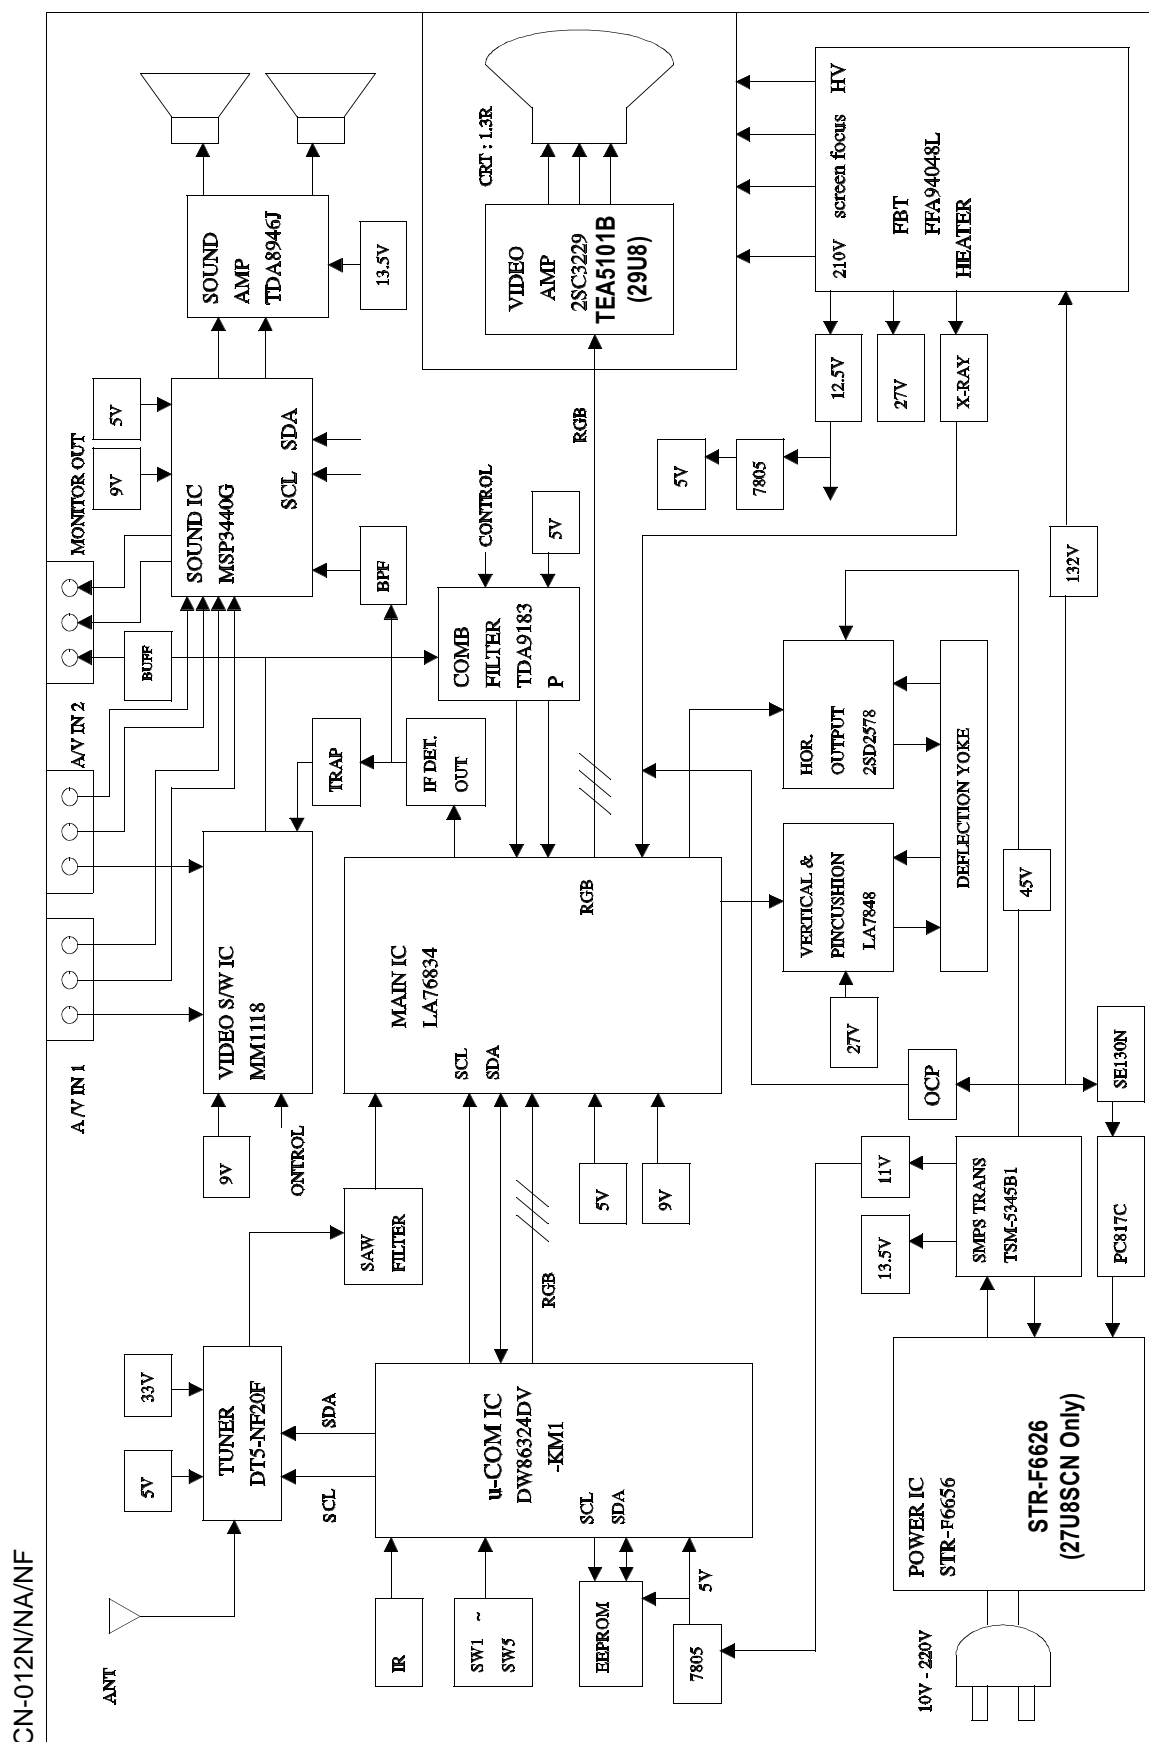 CN-012N/NA/NF
ANT
5V
33V
TUNER
DT5-NF20F
SCL
SDA
IR
SW1 ~
SW5
EEPROM
7805
5V
u-COM IC
DW86324DV
-KM1
SCL
SDA
RGB
SAW
FILTER
A/V IN 1
A/V IN 2
MONITOR OUT
9V
ONTROL
VIDEO S/W IC
MM1118
BUFF
TRAP
IF DET.
OUT
BPF
MAIN IC
LA76834
SCL
SDA
RGB
5V
9V
COMB
FILTER
TDA9183
P
CONTROL
5V
9V
5V
SOUND IC
MSP3440G
SCL
SDA
SOUND
AMP
TDA8946J
13.5V
RGB
CRT : 1.3R
VIDEO
AMP
2SC3229
TEA5101B
(29U8)
210V
screen focus
HV
FBT
FFA94048L
HEATER
12.5V
27V
X-RAY
7805
5V
HOR.
OUTPUT
2SD2578
VERTICAL &
PINCUSHION
LA7848
27V
DEFLECTION YOKE
45V
132V
OCP
SE130N
PC817C
11V
13.5V
SMPS TRANS
TSM-5345B1
POWER IC
STR-F6656
STR-F6626
(27U8SCN Only)
10V - 220V